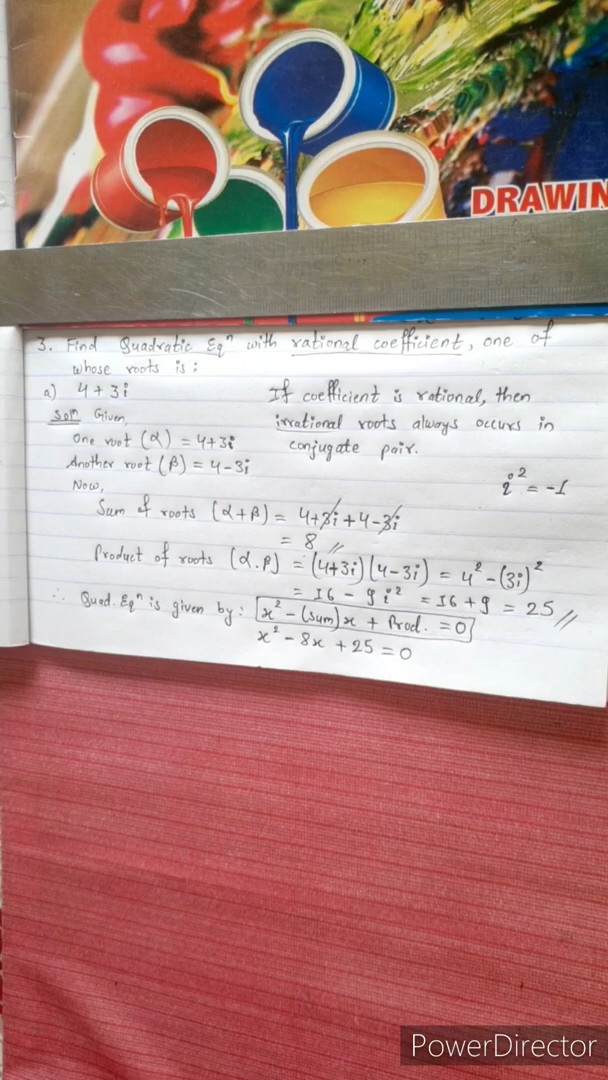 DRAWIN
3. Find Quadratic Eqⁿ with rational coefficient, one of
whose roots is :
a) 4 + 3i
Solⁿ Given,
One root (α) = 4+3i
Another root (β) = 4-3i
Now,
If coefficient is rational, then
irrational roots always occurs in
conjugate pair.
i² = -1
Sum of roots (α+β) = 4+3i+4-3i
= 8 //
Product of roots (α.β) = (4+3i)(4-3i) = 4² - (3i)²
= 16 - 9i² = 16 + 9 = 25 //
∴ Quad. Eqⁿ is given by : x² - (sum)x + Prod. = 0
x² - 8x + 25 = 0
PowerDirector